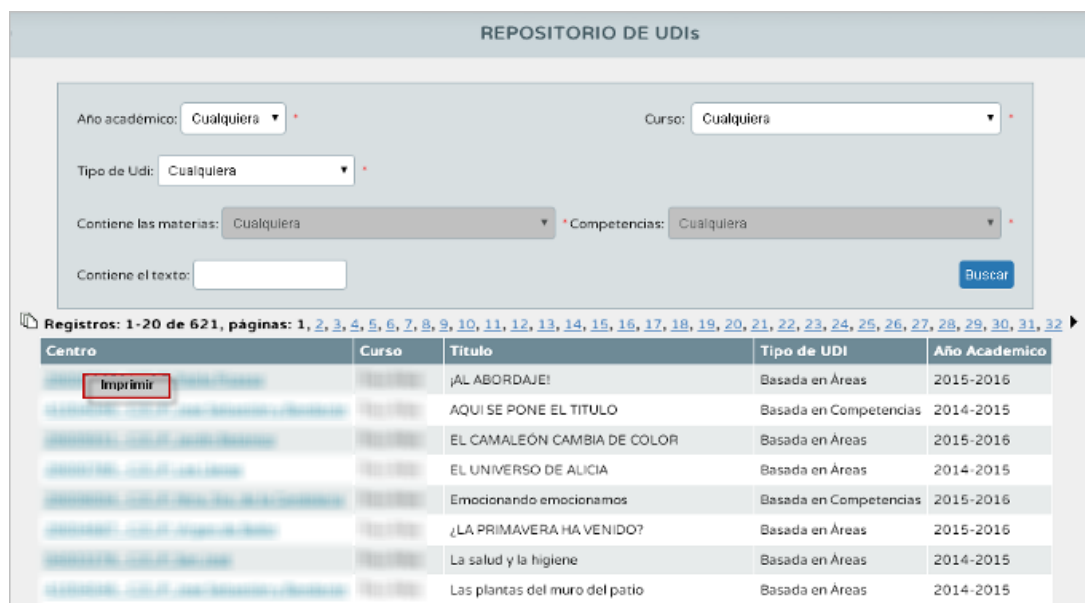 REPOSITORIO DE UDIs
Año académico: Cualquiera * Curso: Cualquiera *
Tipo de Udi: Cualquiera *
Contiene las materias: Cualquiera * Competencias: Cualquiera *
Contiene el texto: Buscar
Registros: 1-20 de 621, páginas: 1, 2, 3, 4, 5, 6, 7, 8, 9, 10, 11, 12, 13, 14, 15, 16, 17, 18, 19, 20, 21, 22, 23, 24, 25, 26, 27, 28, 29, 30, 31, 32
Centro Curso Título Tipo de UDI Año Academico
Imprimir ¡AL ABORDAJE! Basada en Áreas 2015-2016
AQUI SE PONE EL TITULO Basada en Competencias 2014-2015
EL CAMALEÓN CAMBIA DE COLOR Basada en Áreas 2015-2016
EL UNIVERSO DE ALICIA Basada en Áreas 2014-2015
Emocionando emocionamos Basada en Competencias 2015-2016
¿LA PRIMAVERA HA VENIDO? Basada en Áreas 2015-2016
La salud y la higiene Basada en Áreas 2014-2015
Las plantas del muro del patio Basada en Áreas 2014-2015